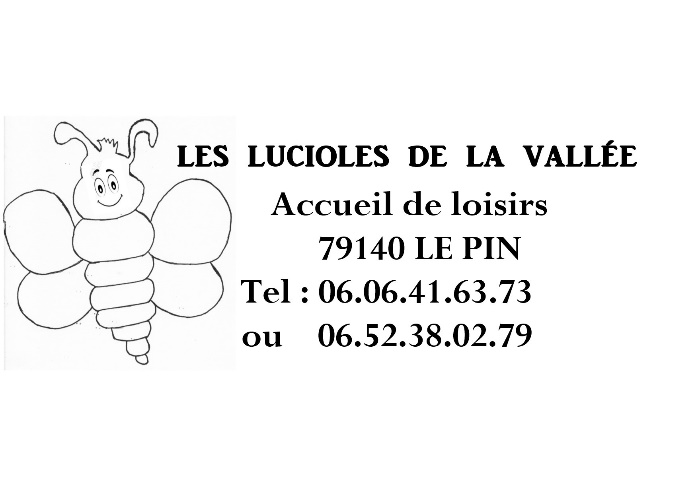 LES LUCIOLES DE LA VALLÉE
Accueil de loisirs
79140 LE PIN
Tel : 06.06.41.63.73
ou 06.52.38.02.79